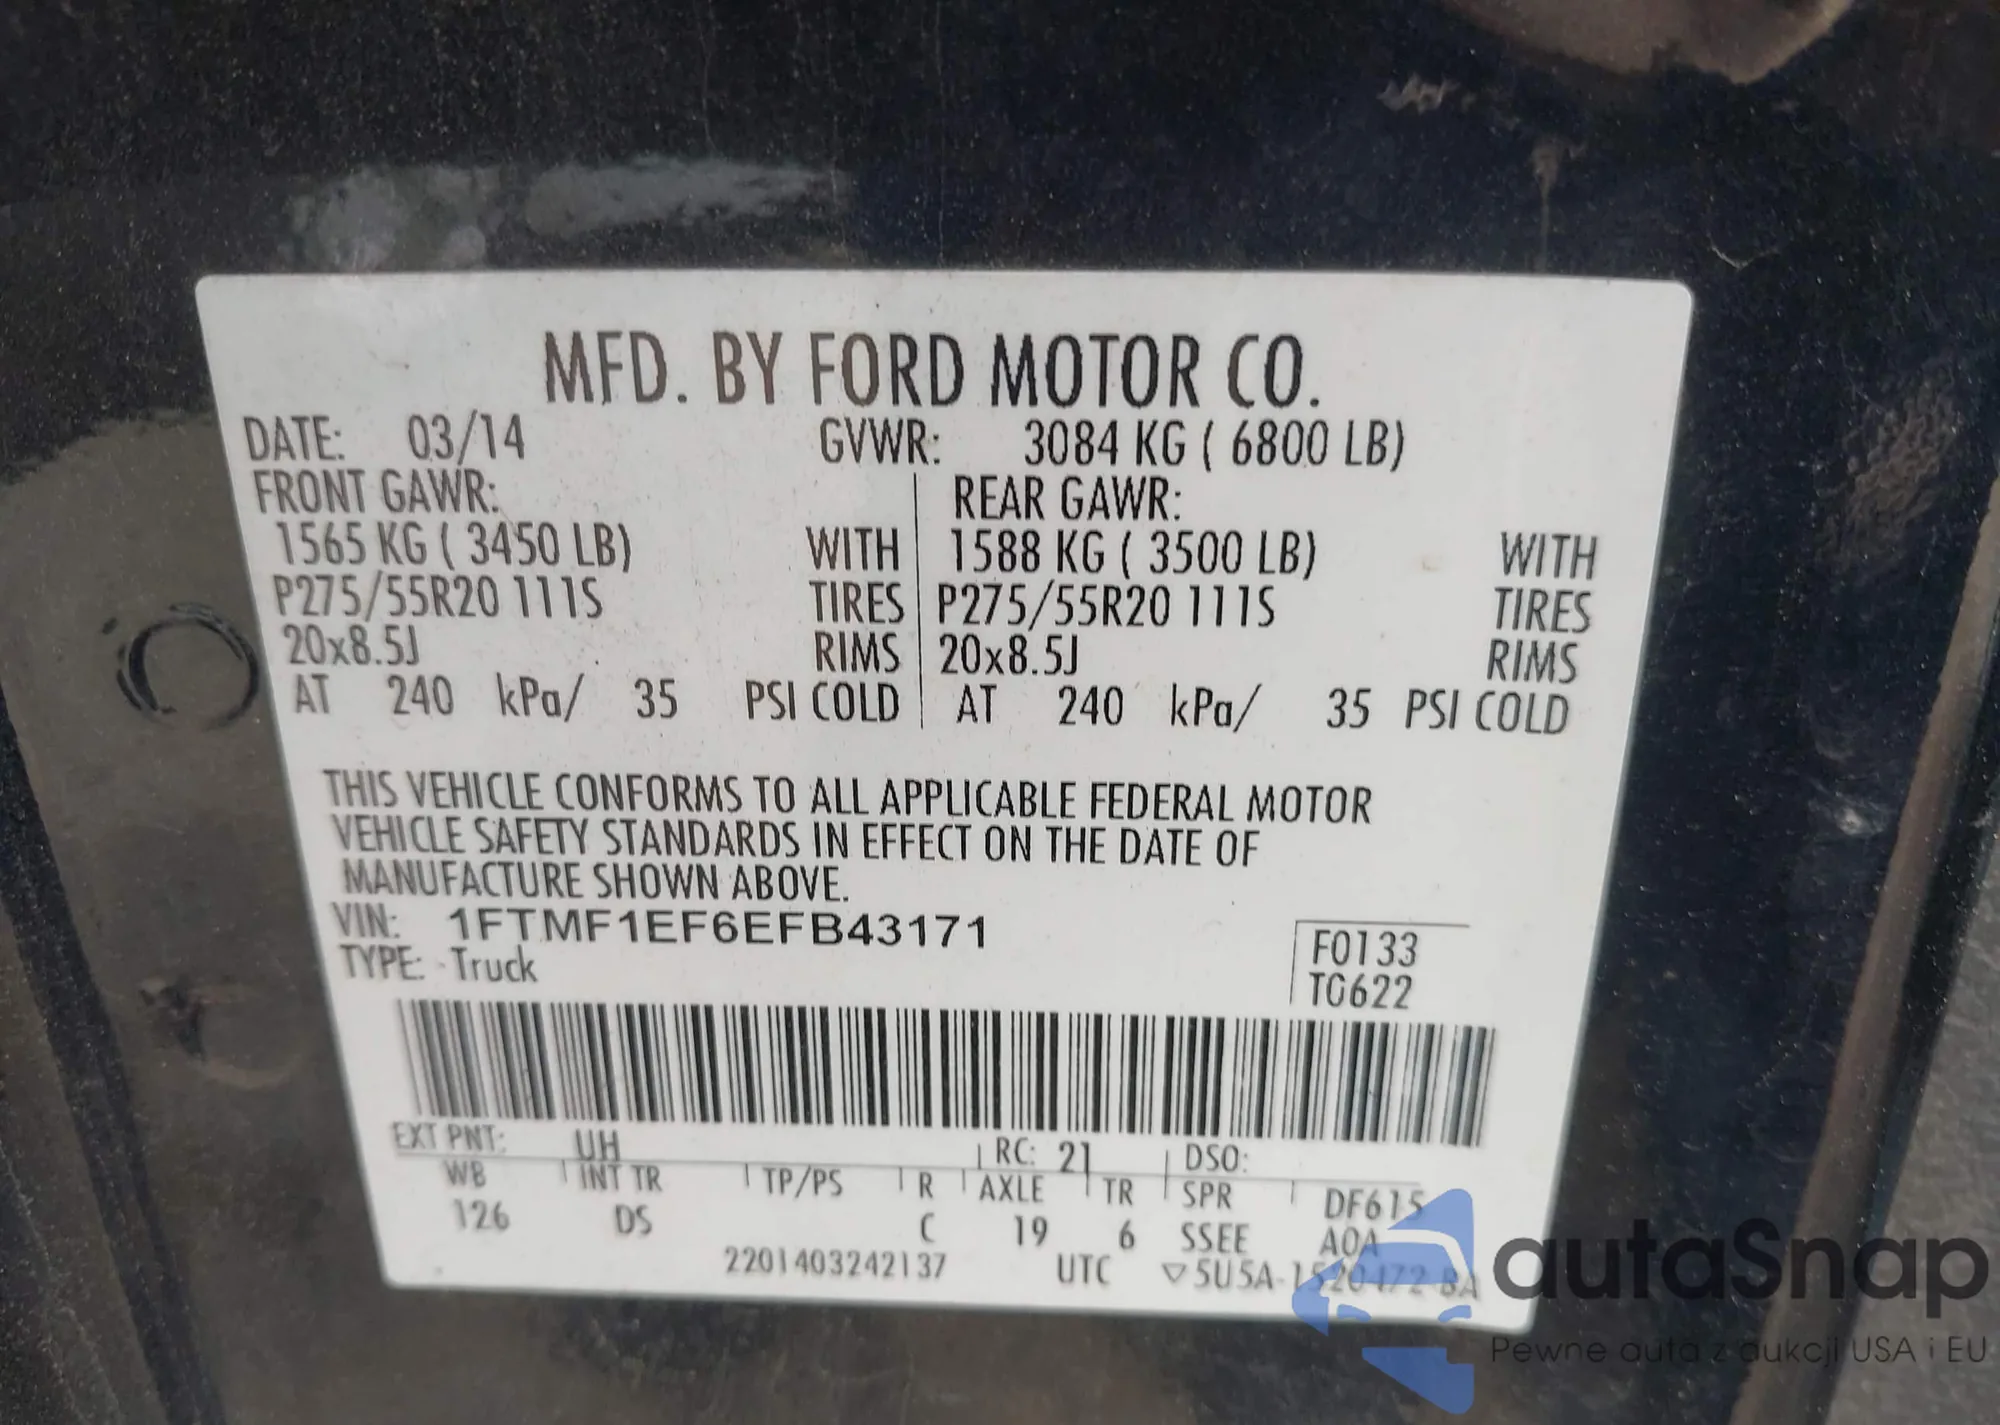 MFD. BY FORD MOTOR CO.
DATE: 03/14 GVWR: 3084 KG ( 6800 LB)
FRONT GAWR: REAR GAWR:
1565 KG ( 3450 LB) WITH 1588 KG ( 3500 LB) WITH
P275/55R20 111S TIRES P275/55R20 111S TIRES
20x8.5J RIMS 20x8.5J RIMS
AT 240 kPa/ 35 PSI COLD AT 240 kPa/ 35 PSI COLD
THIS VEHICLE CONFORMS TO ALL APPLICABLE FEDERAL MOTOR
VEHICLE SAFETY STANDARDS IN EFFECT ON THE DATE OF
MANUFACTURE SHOWN ABOVE.
VIN: 1FTMF1EF6EFB43171
TYPE: Truck
F0133
TG622
EXT PNT: UH RC: 21 DSO:
WB INT TR TP/PS R AXLE TR SPR DF615
126 DS C 19 6 SSEE A0A
2201403242137 UTC ▽5U5A-1520472-BA
autaSnap
Pewne auta z aukcji USA i EU